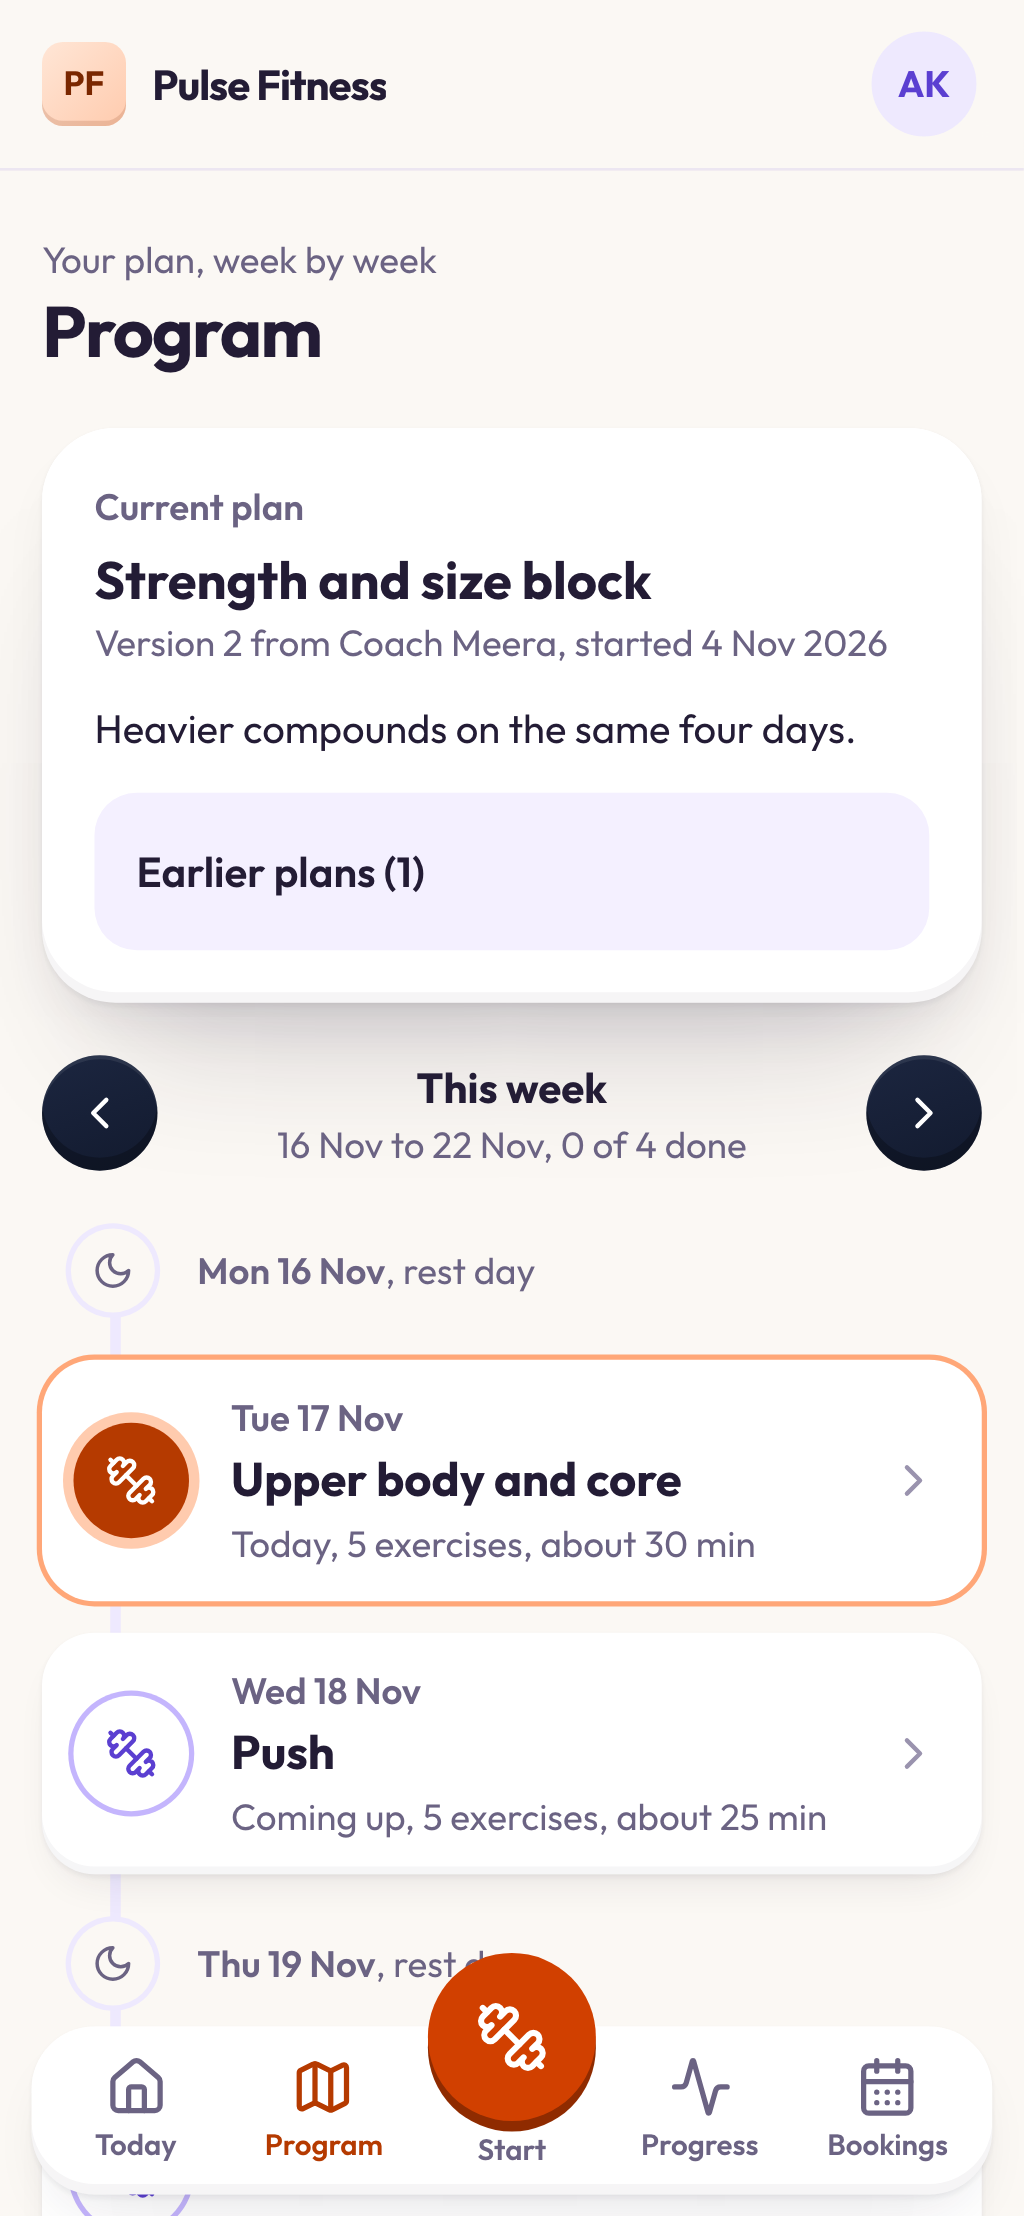 PF
Pulse Fitness
AK
Your plan, week by week
Program
Current plan
Strength and size block
Version 2 from Coach Meera, started 4 Nov 2026
Heavier compounds on the same four days.
Earlier plans (1)
This week
16 Nov to 22 Nov, 0 of 4 done
Mon 16 Nov, rest day
Tue 17 Nov
Upper body and core
Today, 5 exercises, about 30 min
Wed 18 Nov
Push
Coming up, 5 exercises, about 25 min
Thu 19 Nov, rest
Today
Program
Start
Progress
Bookings